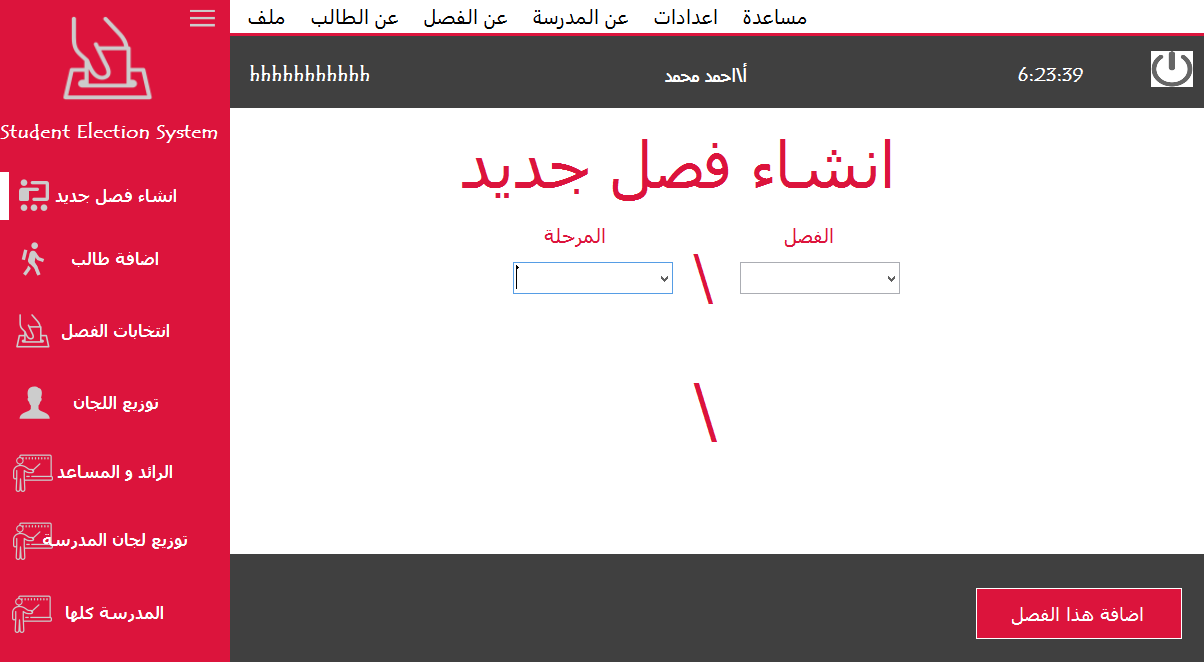 ملف
عن الطالب
عن الفصل
عن المدرسة
اعدادات
مساعدة
hhhhhhhhhhh
أ\احمد محمد
6:23:39
Student Election System
انشاء فصل جديد
اضافة طالب
انتخابات الفصل
توزيع اللجان
الرائد و المساعد
توزيع لجان المدرسة
المدرسة كلها
انشاء فصل جديد
الفصل
المرحلة
\
\
اضافة هذا الفصل